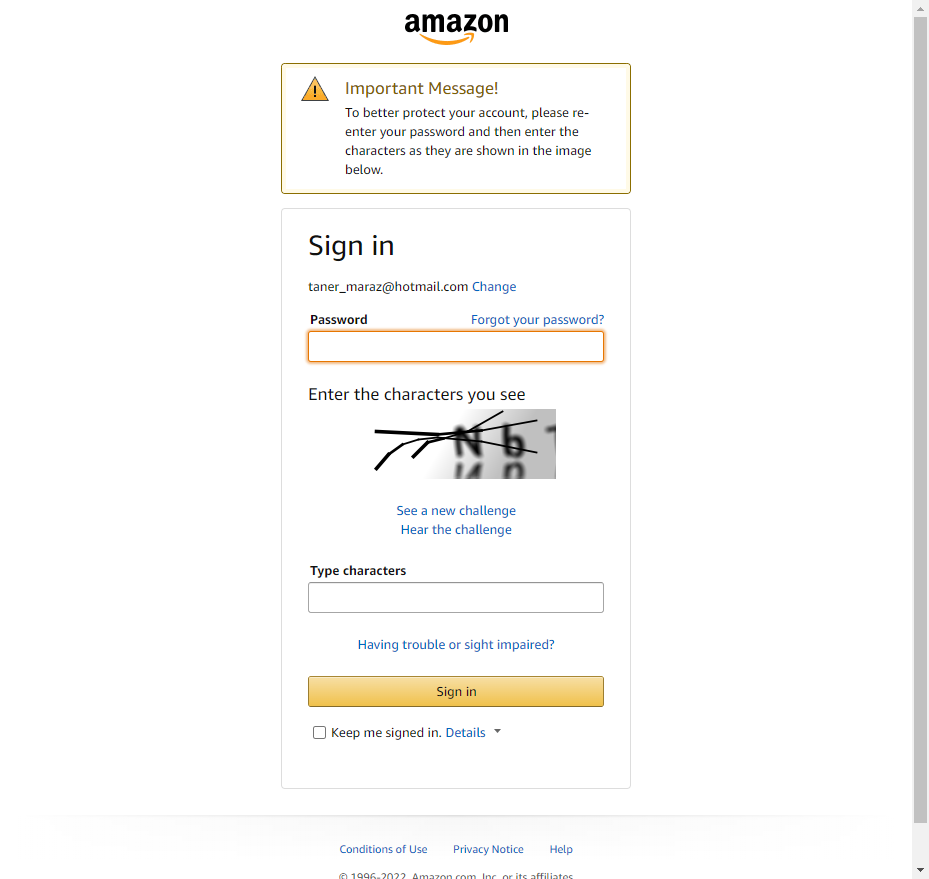 amazon
Important Message!
To better protect your account, please re-
enter your password and then enter the
characters as they are shown in the image
below.
Sign in
taner_maraz@hotmail.com Change
Password Forgot your password?
Enter the characters you see
See a new challenge
Hear the challenge
Type characters
Having trouble or sight impaired?
Sign in
Keep me signed in. Details
Conditions of Use Privacy Notice Help
© 1996-2022, Amazon.com, Inc. or its affiliates